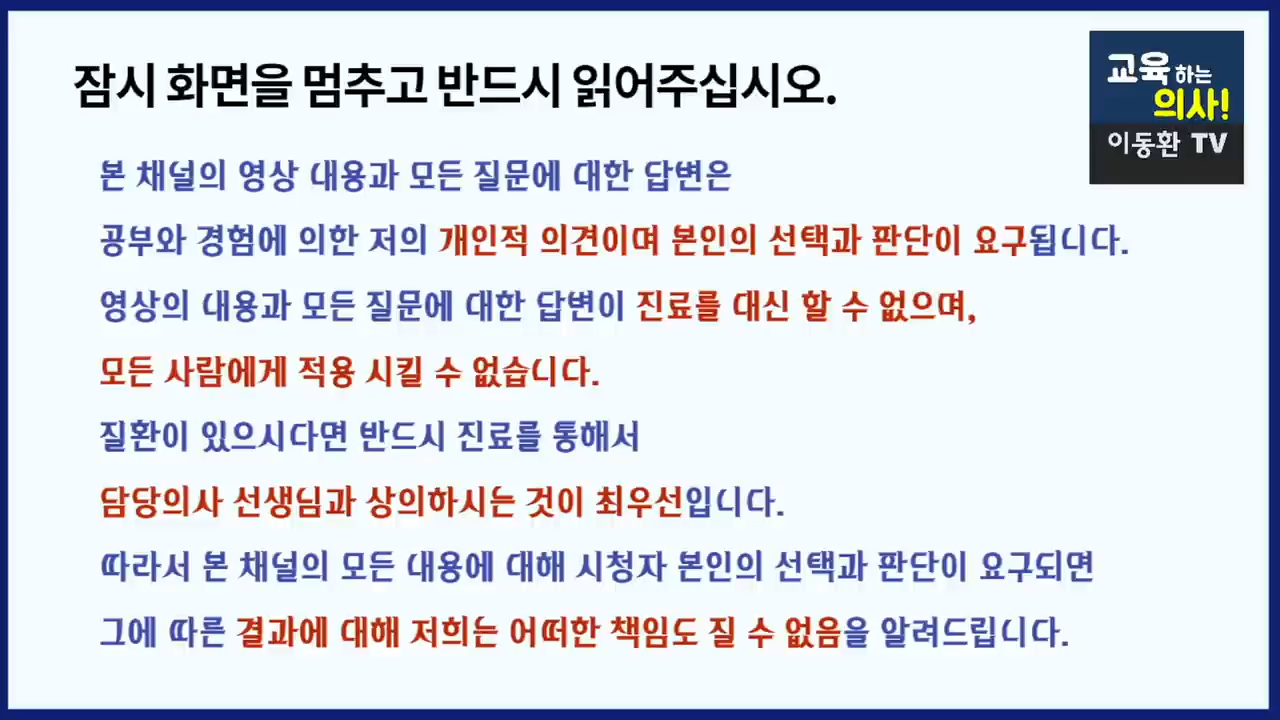 잠시 화면을 멈추고 반드시 읽어주십시오.
교육 하는
의사!
이동환 TV
본 채널의 영상 내용과 모든 질문에 대한 답변은
공부와 경험에 의한 저의 개인적 의견이며 본인의 선택과 판단이 요구됩니다.
영상의 내용과 모든 질문에 대한 답변이 진료를 대신 할 수 없으며,
모든 사람에게 적용 시킬 수 없습니다.
질환이 있으시다면 반드시 진료를 통해서
담당의사 선생님과 상의하시는 것이 최우선입니다.
따라서 본 채널의 모든 내용에 대해 시청자 본인의 선택과 판단이 요구되면
그에 따른 결과에 대해 저희는 어떠한 책임도 질 수 없음을 알려드립니다.